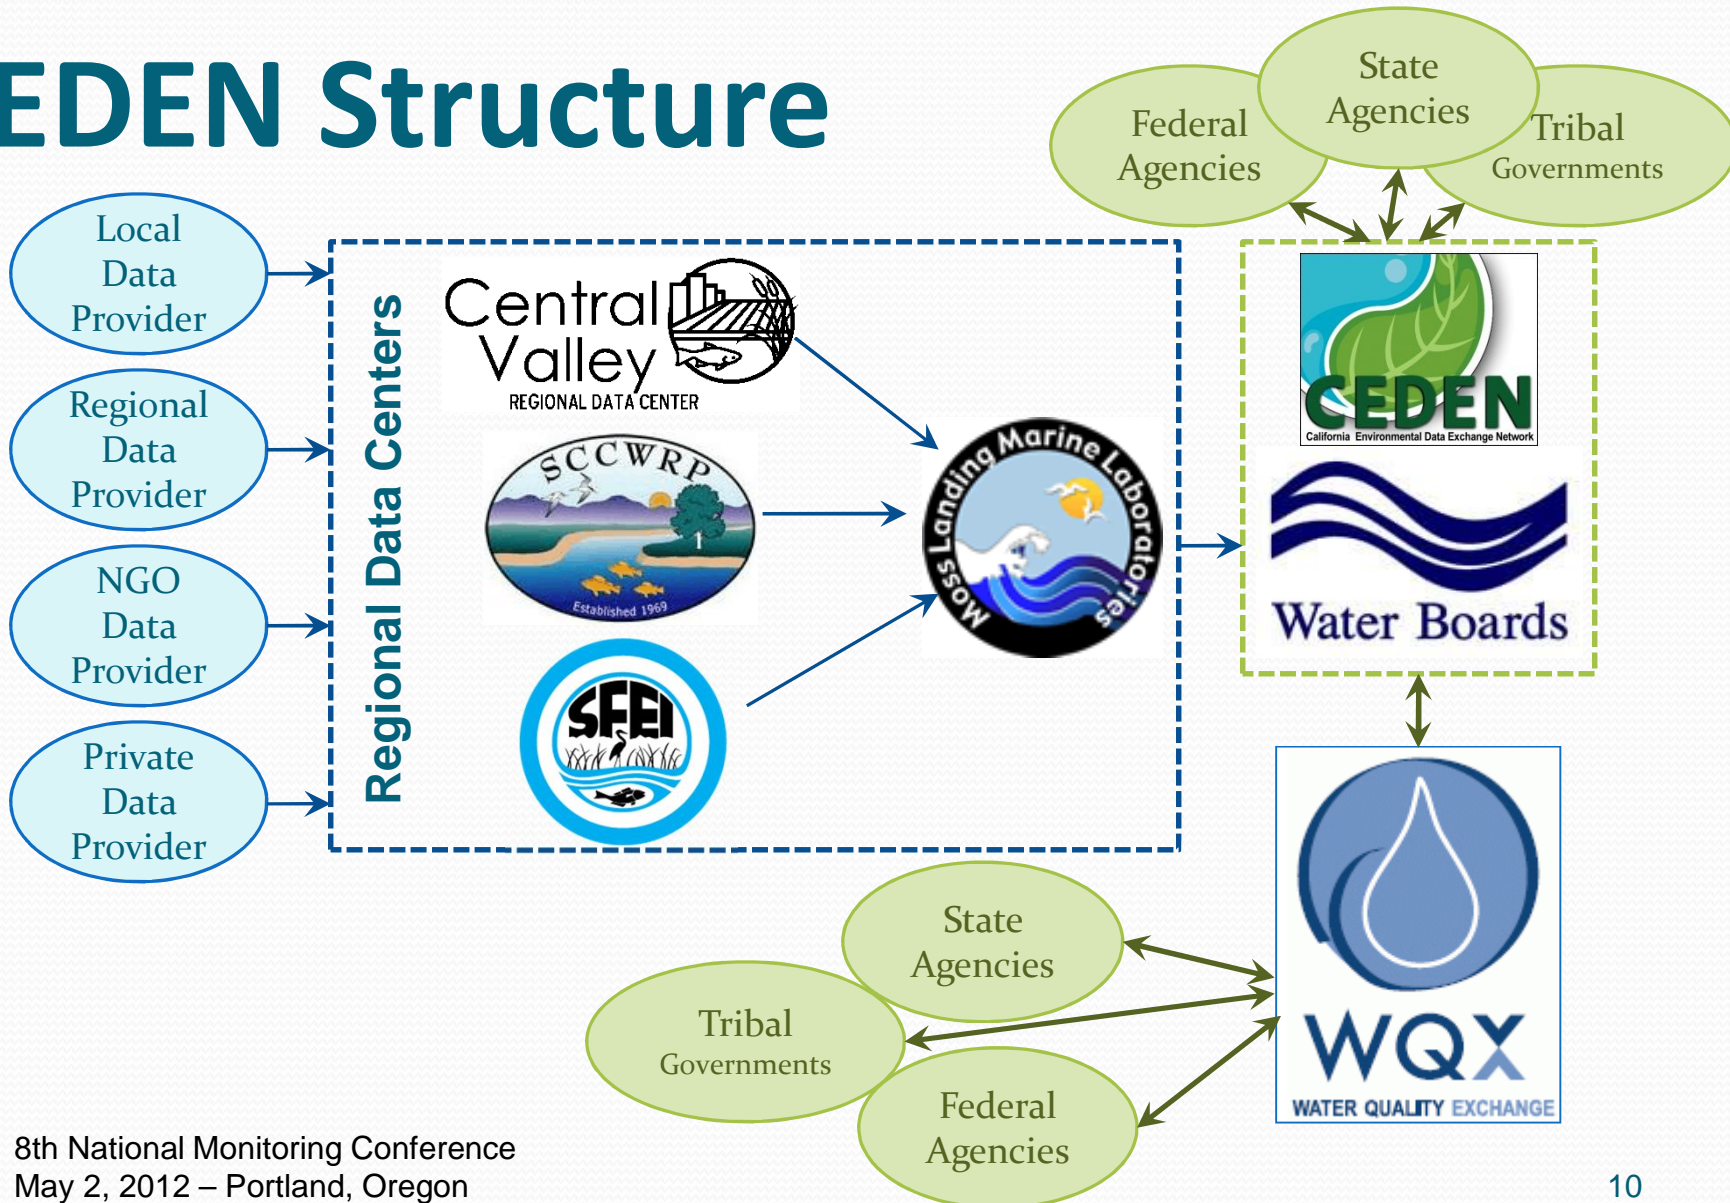 EDEN Structure
Local
Data
Provider
Regional
Data
Provider
NGO
Data
Provider
Private
Data
Provider
Regional Data Centers
Central
Valley
REGIONAL DATA CENTER
SCCWRP
Established 1969
SFEI
Moss Landing Marine Laboratories
Federal
Agencies
State
Agencies
Tribal
Governments
CEDEN
California Environmental Data Exchange Network
Water Boards
WQX
WATER QUALITY EXCHANGE
State
Agencies
Tribal
Governments
Federal
Agencies
8th National Monitoring Conference
May 2, 2012 – Portland, Oregon
10